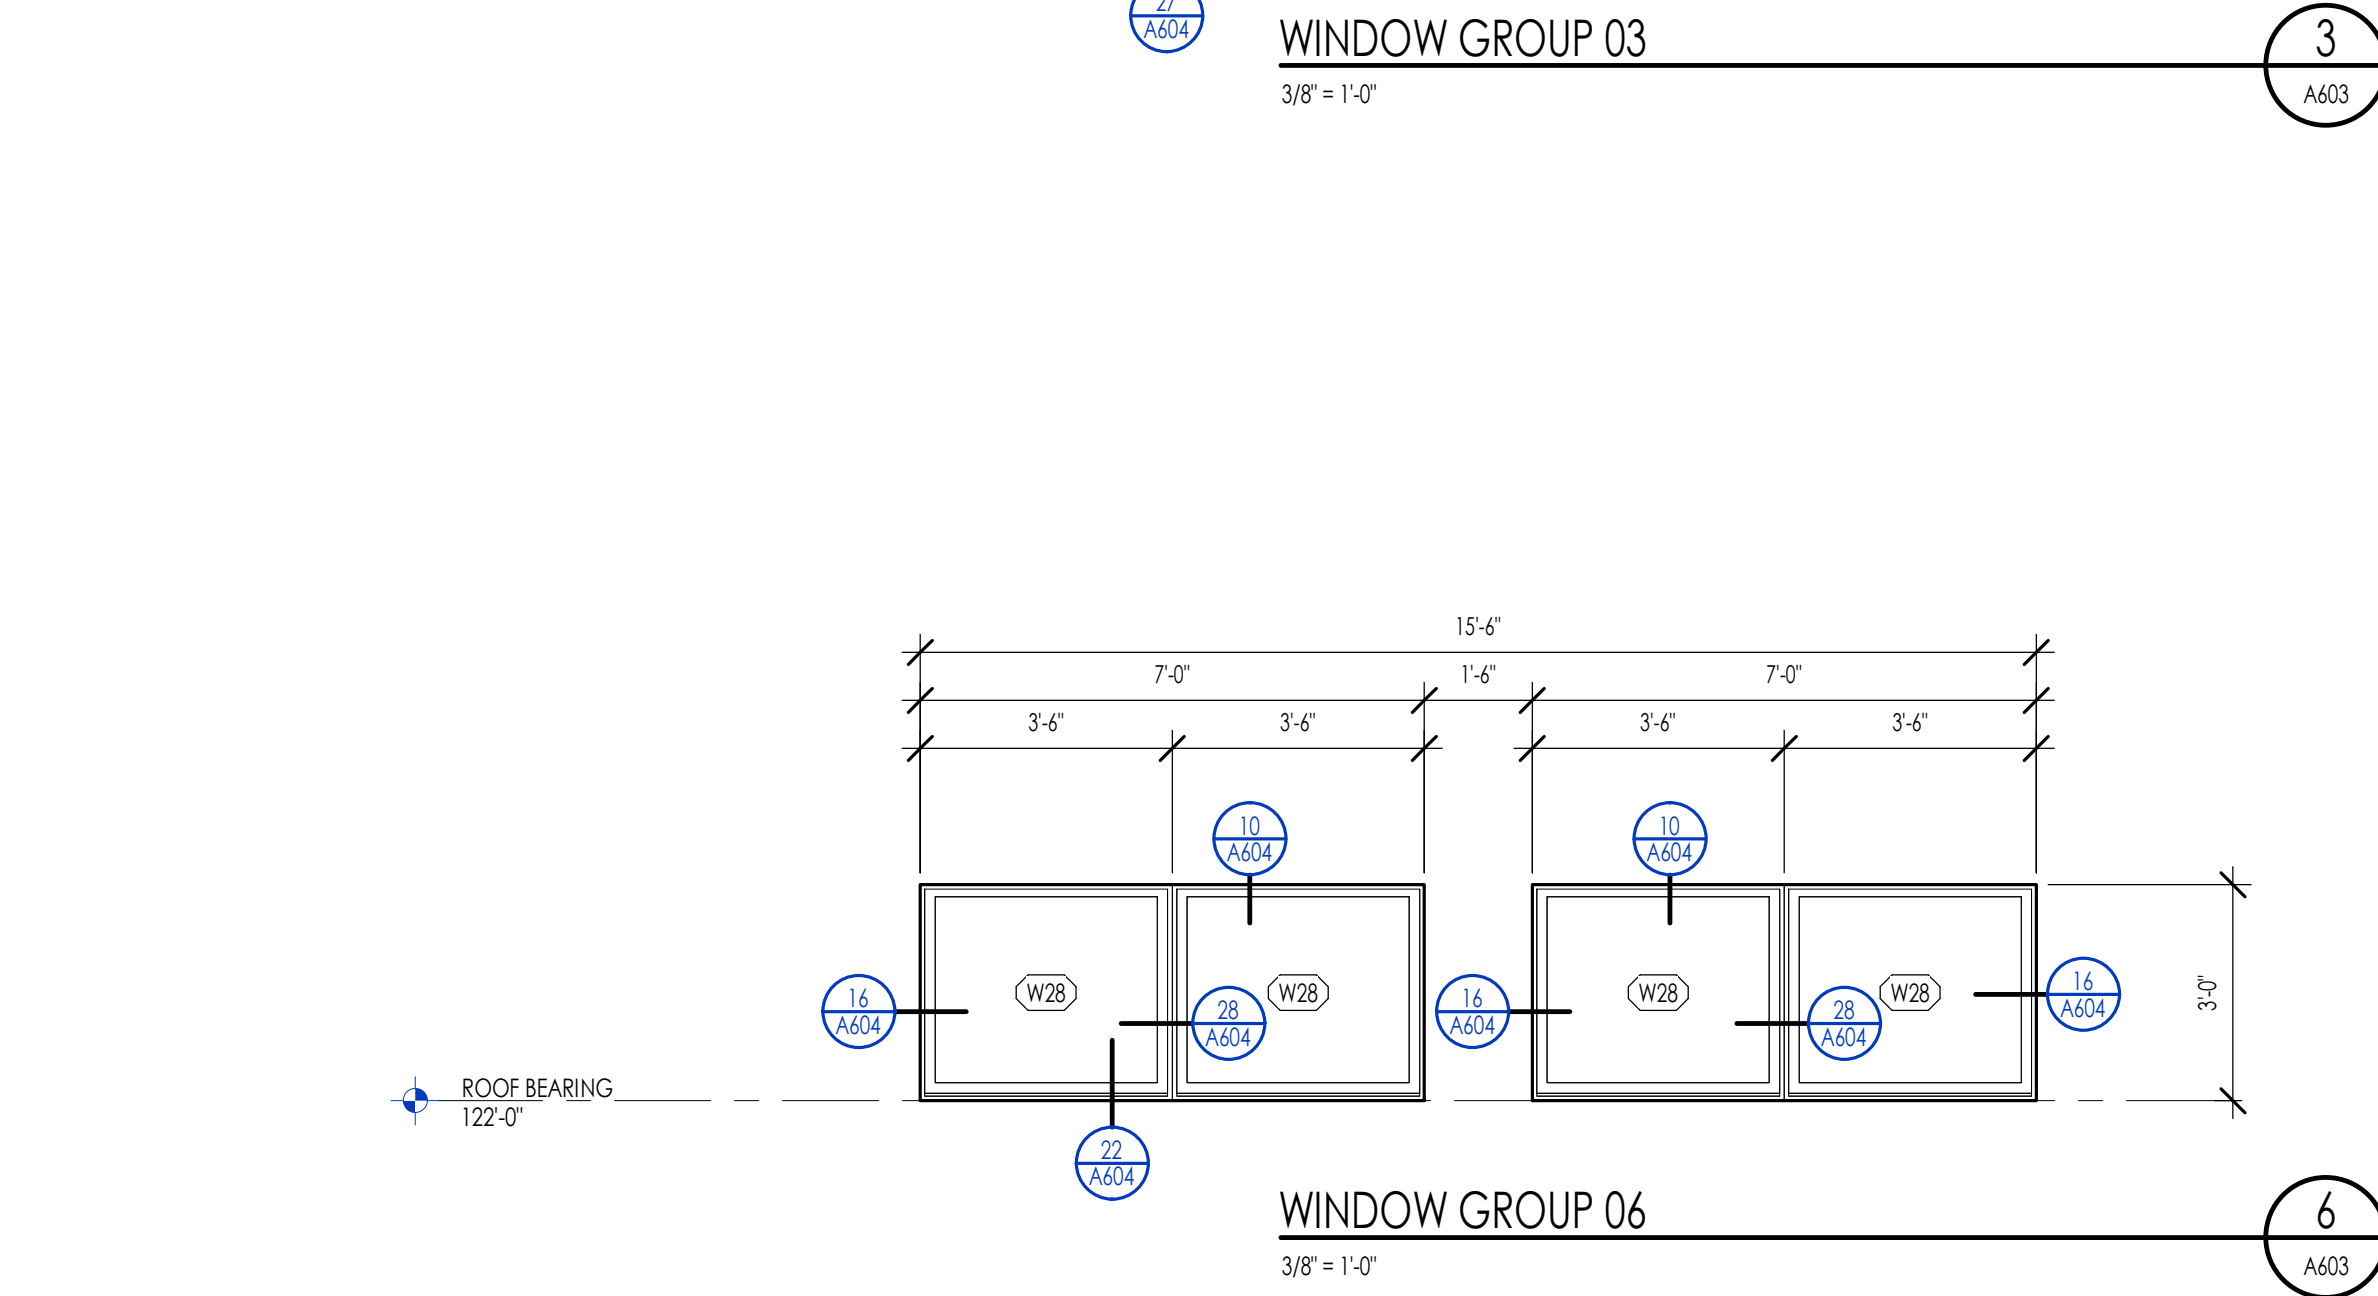 27
A604
WINDOW GROUP 03
3
3/8" = 1'-0"
A603
15'-6"
7'-0"
1'-6"
7'-0"
3'-6"
3'-6"
3'-6"
3'-6"
10
A604
10
A604
16
A604
W28
28
A604
W28
16
A604
W28
28
A604
W28
16
A604
3'-0"
ROOF BEARING
122'-0"
22
A604
WINDOW GROUP 06
6
3/8" = 1'-0"
A603